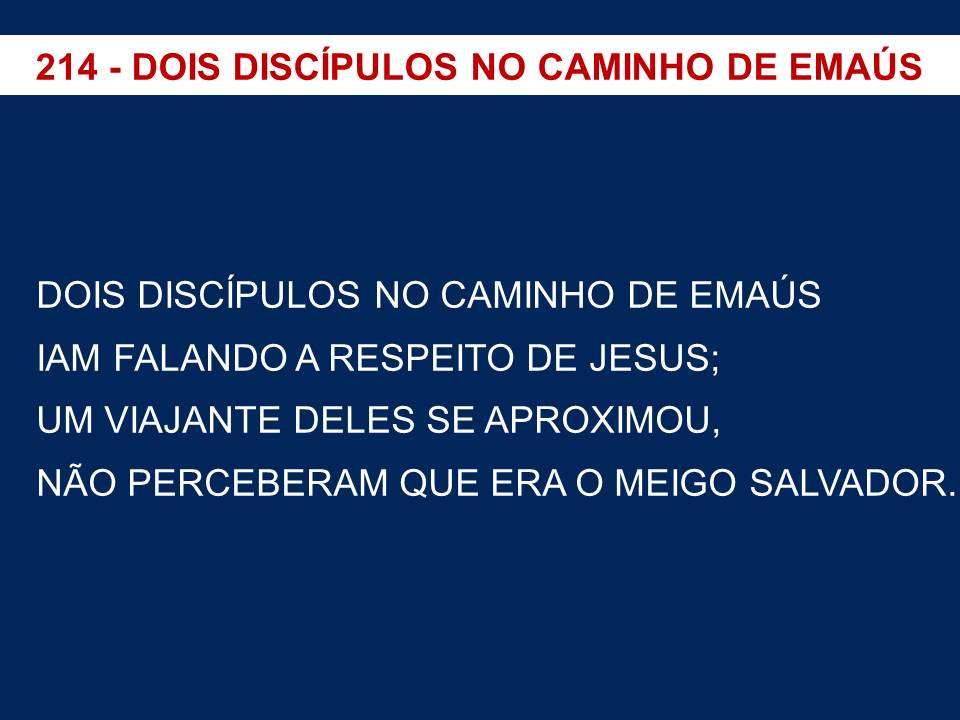 214 - DOIS DISCÍPULOS NO CAMINHO DE EMAÚS
DOIS DISCÍPULOS NO CAMINHO DE EMAÚS
IAM FALANDO A RESPEITO DE JESUS;
UM VIAJANTE DELES SE APROXIMOU,
NÃO PERCEBERAM QUE ERA O MEIGO SALVADOR.